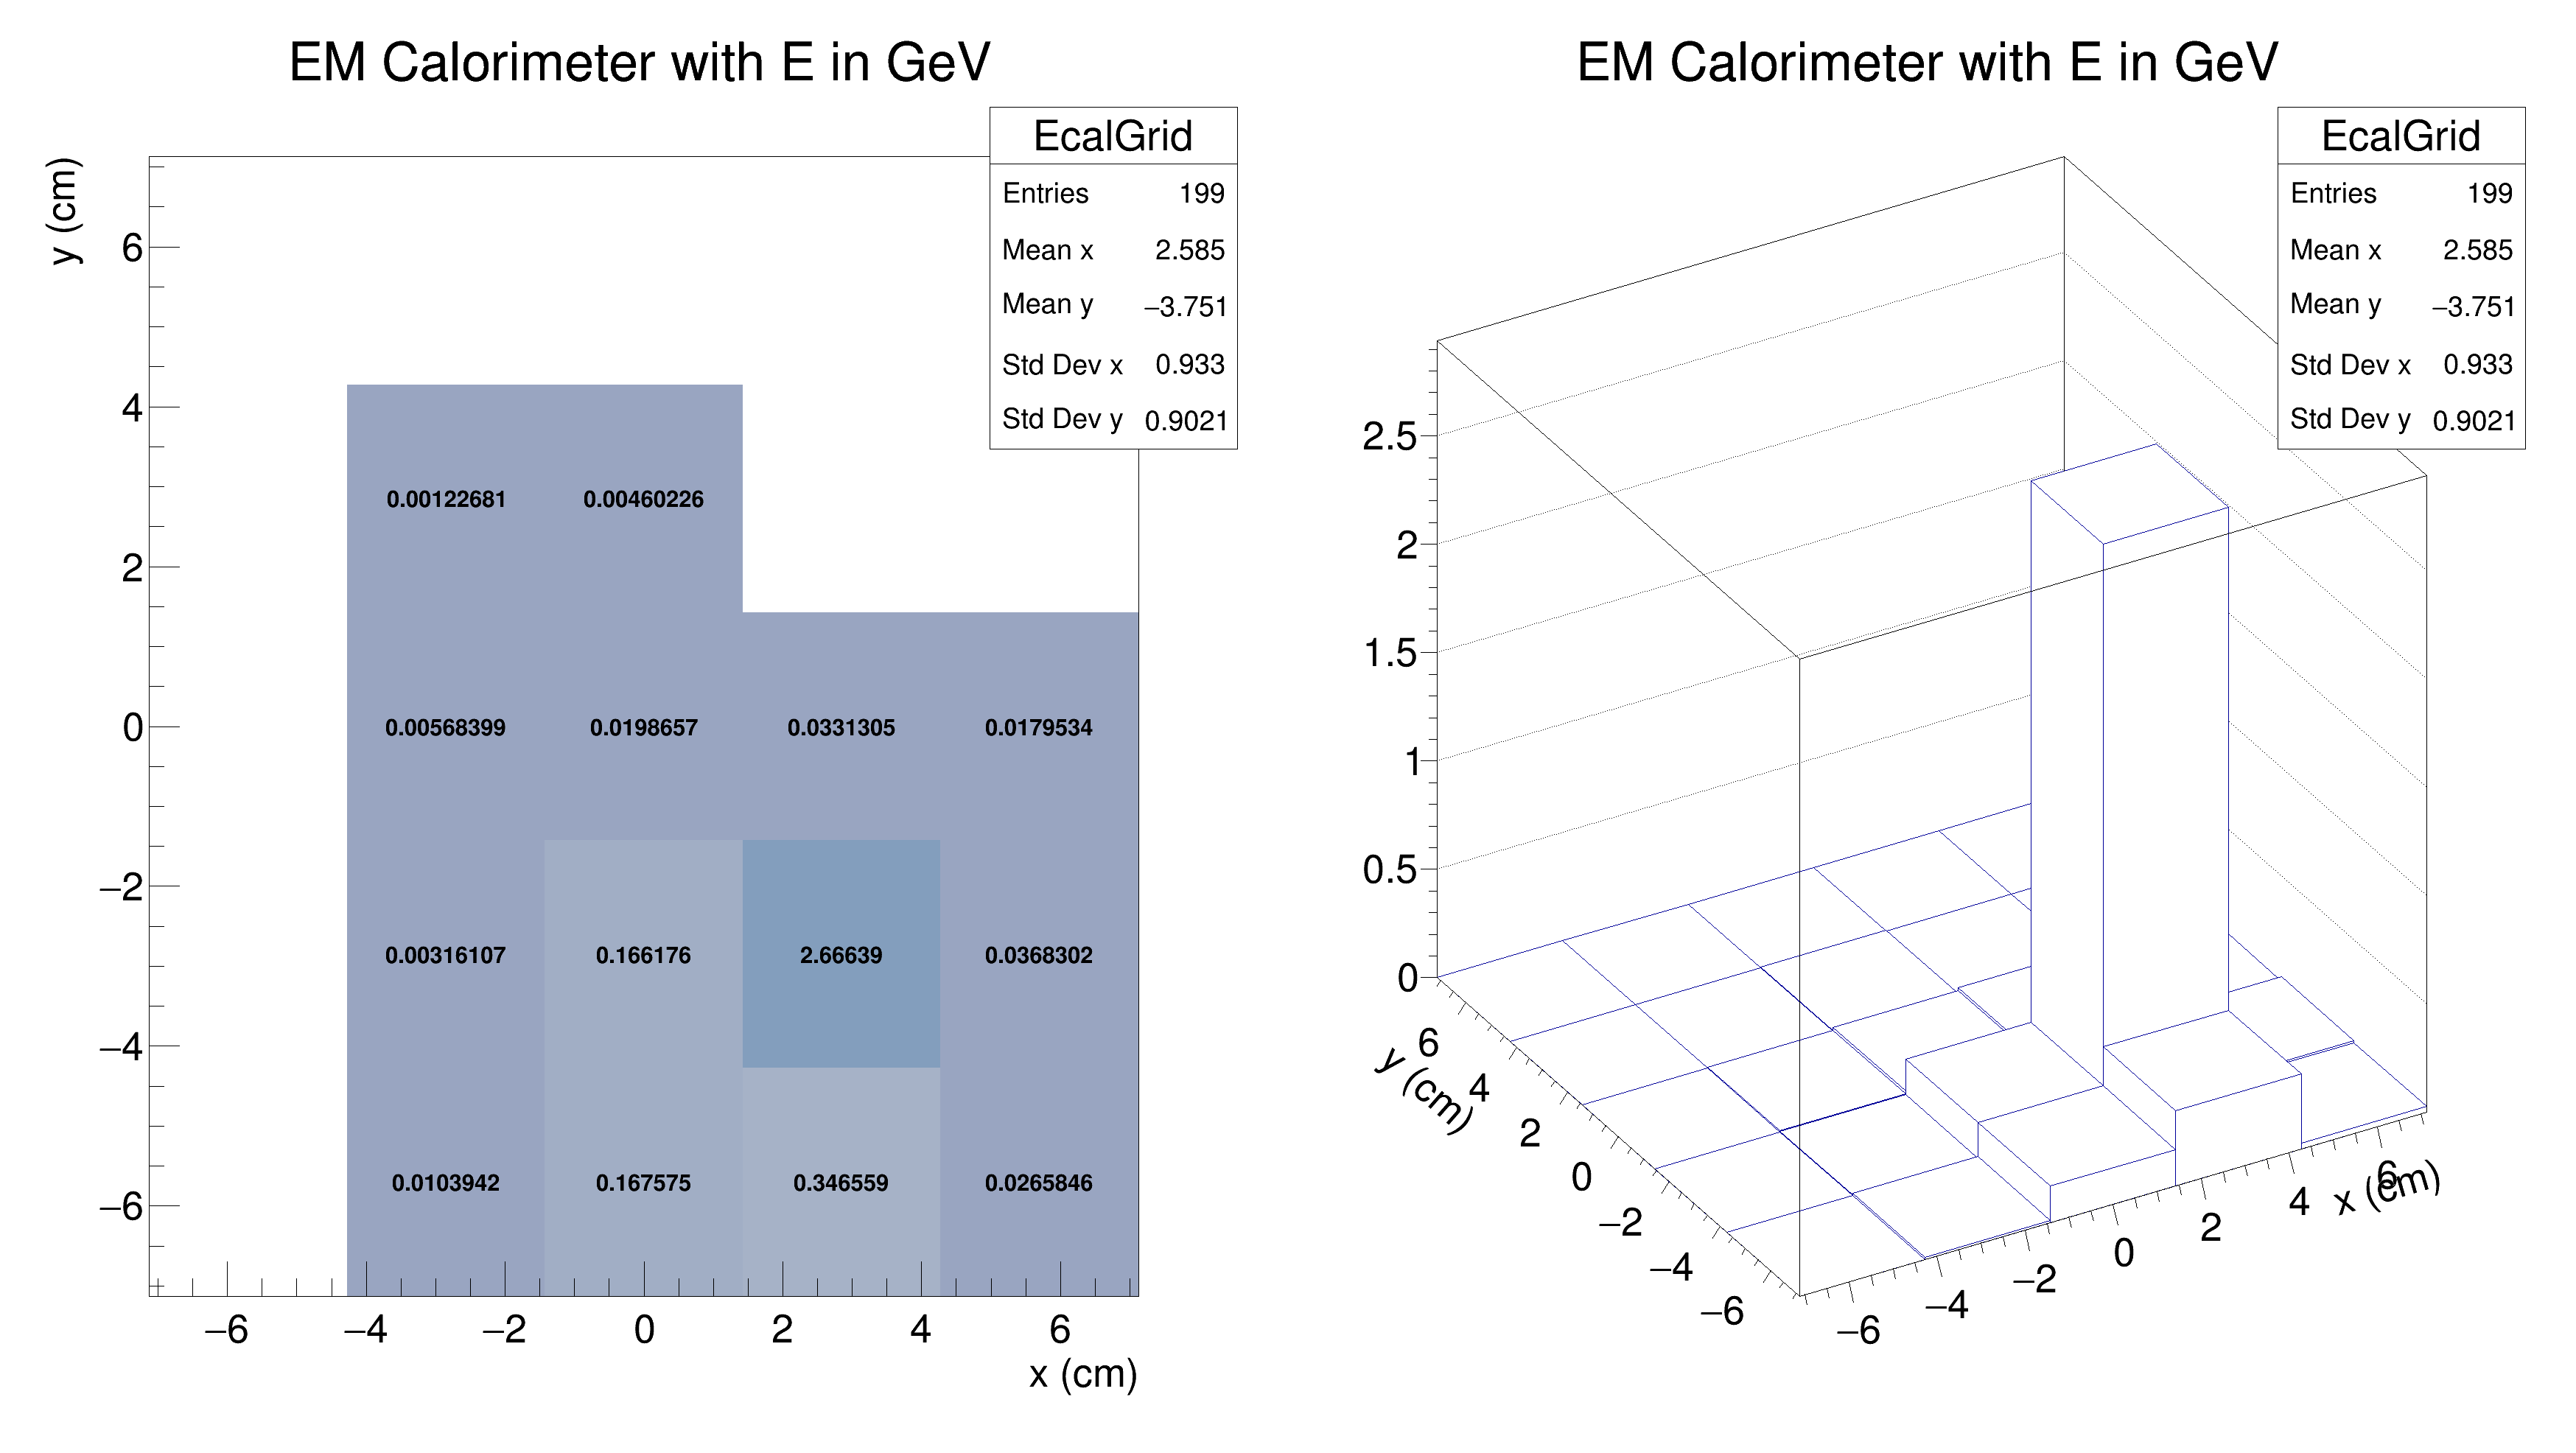 EM Calorimeter with E in GeV
EcalGrid
Entries 199
Mean x 2.585
Mean y −3.751
Std Dev x 0.933
Std Dev y 0.9021
y (cm)
6
4
2
0
−2
−4
−6
0.00122681 0.00460226
0.00568399 0.0198657 0.0331305 0.0179534
0.00316107 0.166176 2.66639 0.0368302
0.0103942 0.167575 0.346559 0.0265846
−6 −4 −2 0 2 4 6
x (cm)
EM Calorimeter with E in GeV
EcalGrid
Entries 199
Mean x 2.585
Mean y −3.751
Std Dev x 0.933
Std Dev y 0.9021
2.5
2
1.5
1
0.5
0
y (cm)
6
4
2
0
−2
−4
−6
−6
−4
−2
0
2
4
6
x (cm)